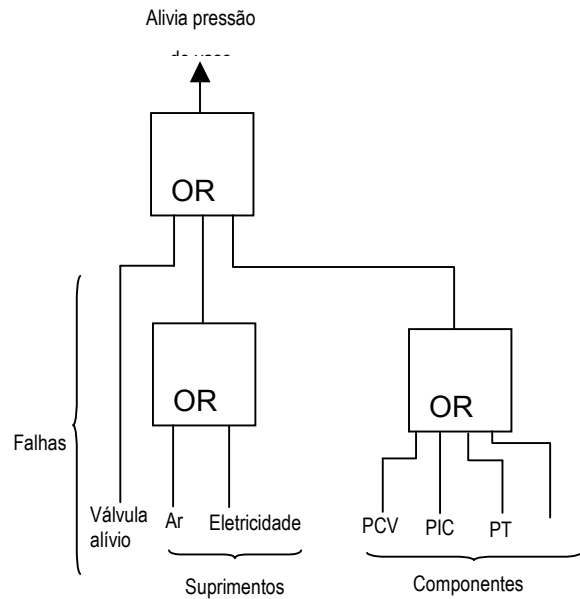 Alivia pressão
OR
OR
OR
Falhas
Válvula
alívio
Ar
Eletricidade
PCV
PIC
PT
Suprimentos
Componentes